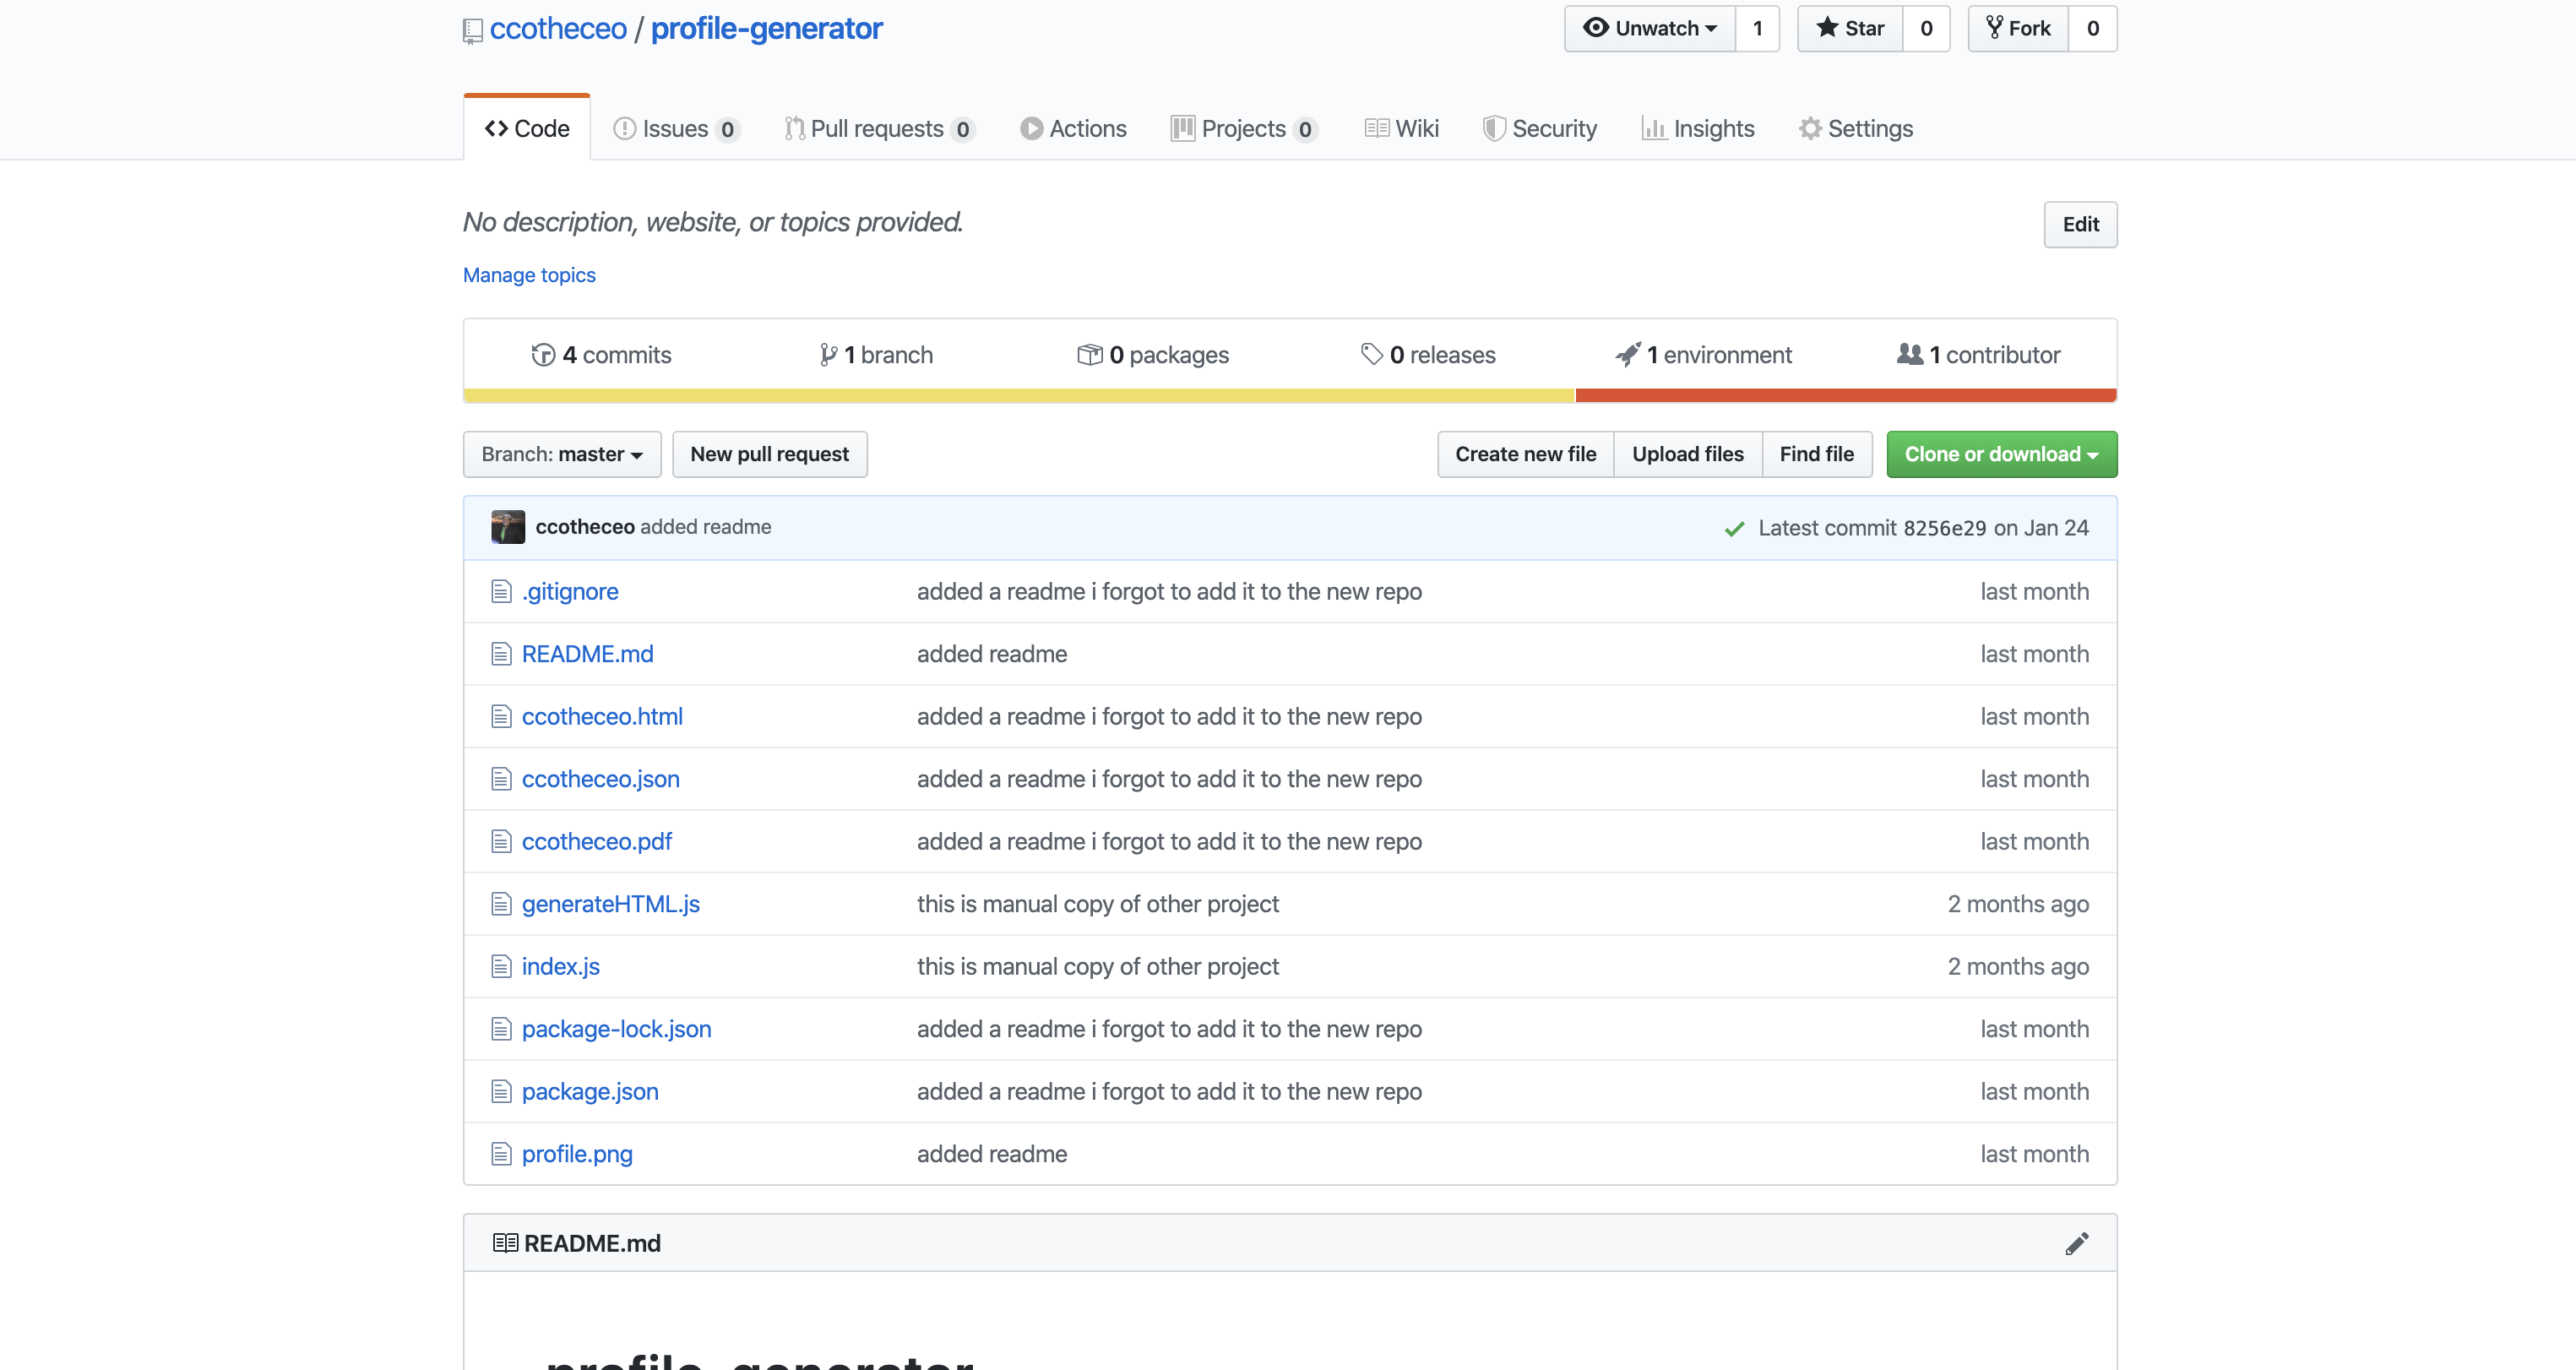 ccotheceo / profile-generator
Unwatch 1 Star 0 Fork 0
Code Issues 0 Pull requests 0 Actions Projects 0 Wiki Security Insights Settings
No description, website, or topics provided. Edit
Manage topics
4 commits 1 branch 0 packages 0 releases 1 environment 1 contributor
Branch: master New pull request Create new file Upload files Find file Clone or download
ccotheceo added readme Latest commit 8256e29 on Jan 24
.gitignore added a readme i forgot to add it to the new repo last month
README.md added readme last month
ccotheceo.html added a readme i forgot to add it to the new repo last month
ccotheceo.json added a readme i forgot to add it to the new repo last month
ccotheceo.pdf added a readme i forgot to add it to the new repo last month
generateHTML.js this is manual copy of other project 2 months ago
index.js this is manual copy of other project 2 months ago
package-lock.json added a readme i forgot to add it to the new repo last month
package.json added a readme i forgot to add it to the new repo last month
profile.png added readme last month
README.md
profile-generator